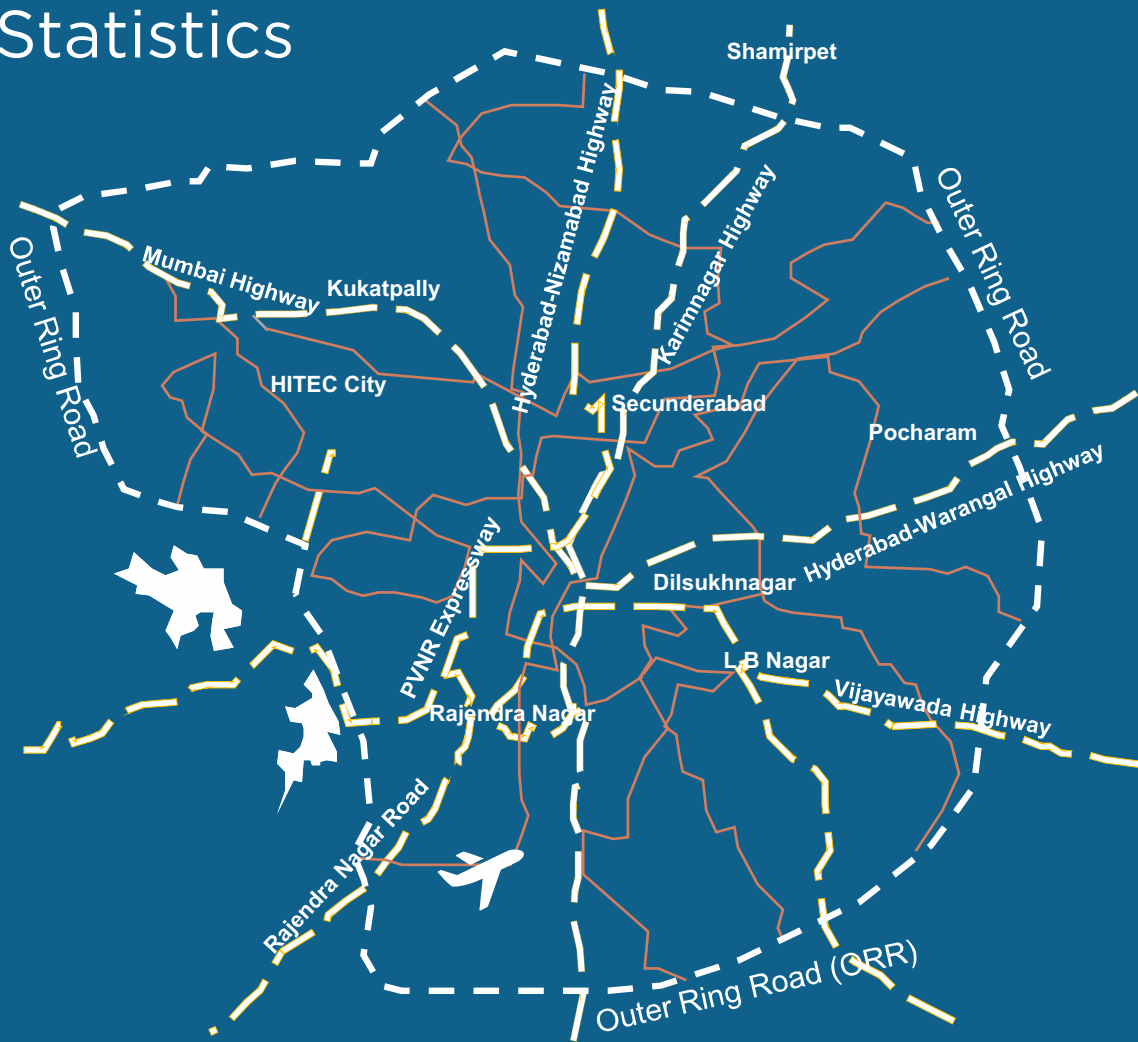 Statistics
Shamirpet
Hyderabad-Nizamabad Highway
Karimnagar Highway
Outer Ring Road
Outer Ring Road
Mumbai Highway
Kukatpally
HITEC City
Secunderabad
Pocharam
Hyderabad-Warangal Highway
PVNR Expressway
Dilsukhnagar
L B Nagar
Vijayawada Highway
Rajendra Nagar
Rajendra Nagar Road
Outer Ring Road (ORR)